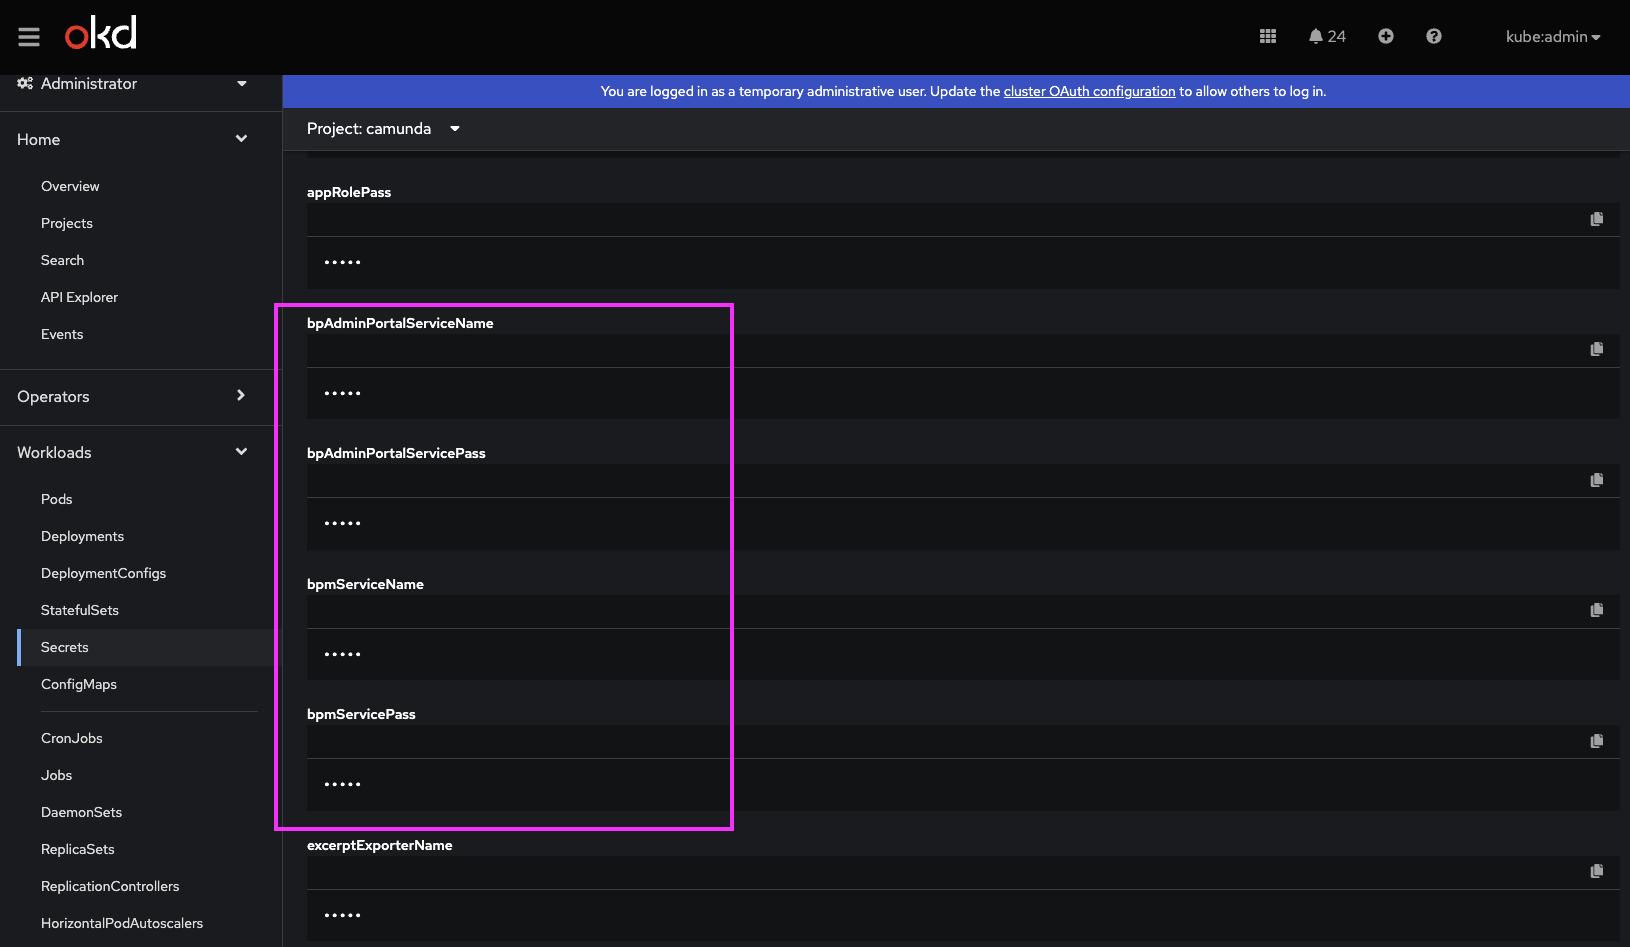 okd
24
kube:admin
Administrator
You are logged in as a temporary administrative user. Update the cluster OAuth configuration to allow others to log in.
Project: camunda
Home
Overview
Projects
Search
API Explorer
Events
Operators
Workloads
Pods
Deployments
DeploymentConfigs
StatefulSets
Secrets
ConfigMaps
CronJobs
Jobs
DaemonSets
ReplicaSets
ReplicationControllers
HorizontalPodAutoscalers
appRolePass
•••••
bpAdminPortalServiceName
•••••
bpAdminPortalServicePass
•••••
bpmServiceName
•••••
bpmServicePass
•••••
excerptExporterName
•••••